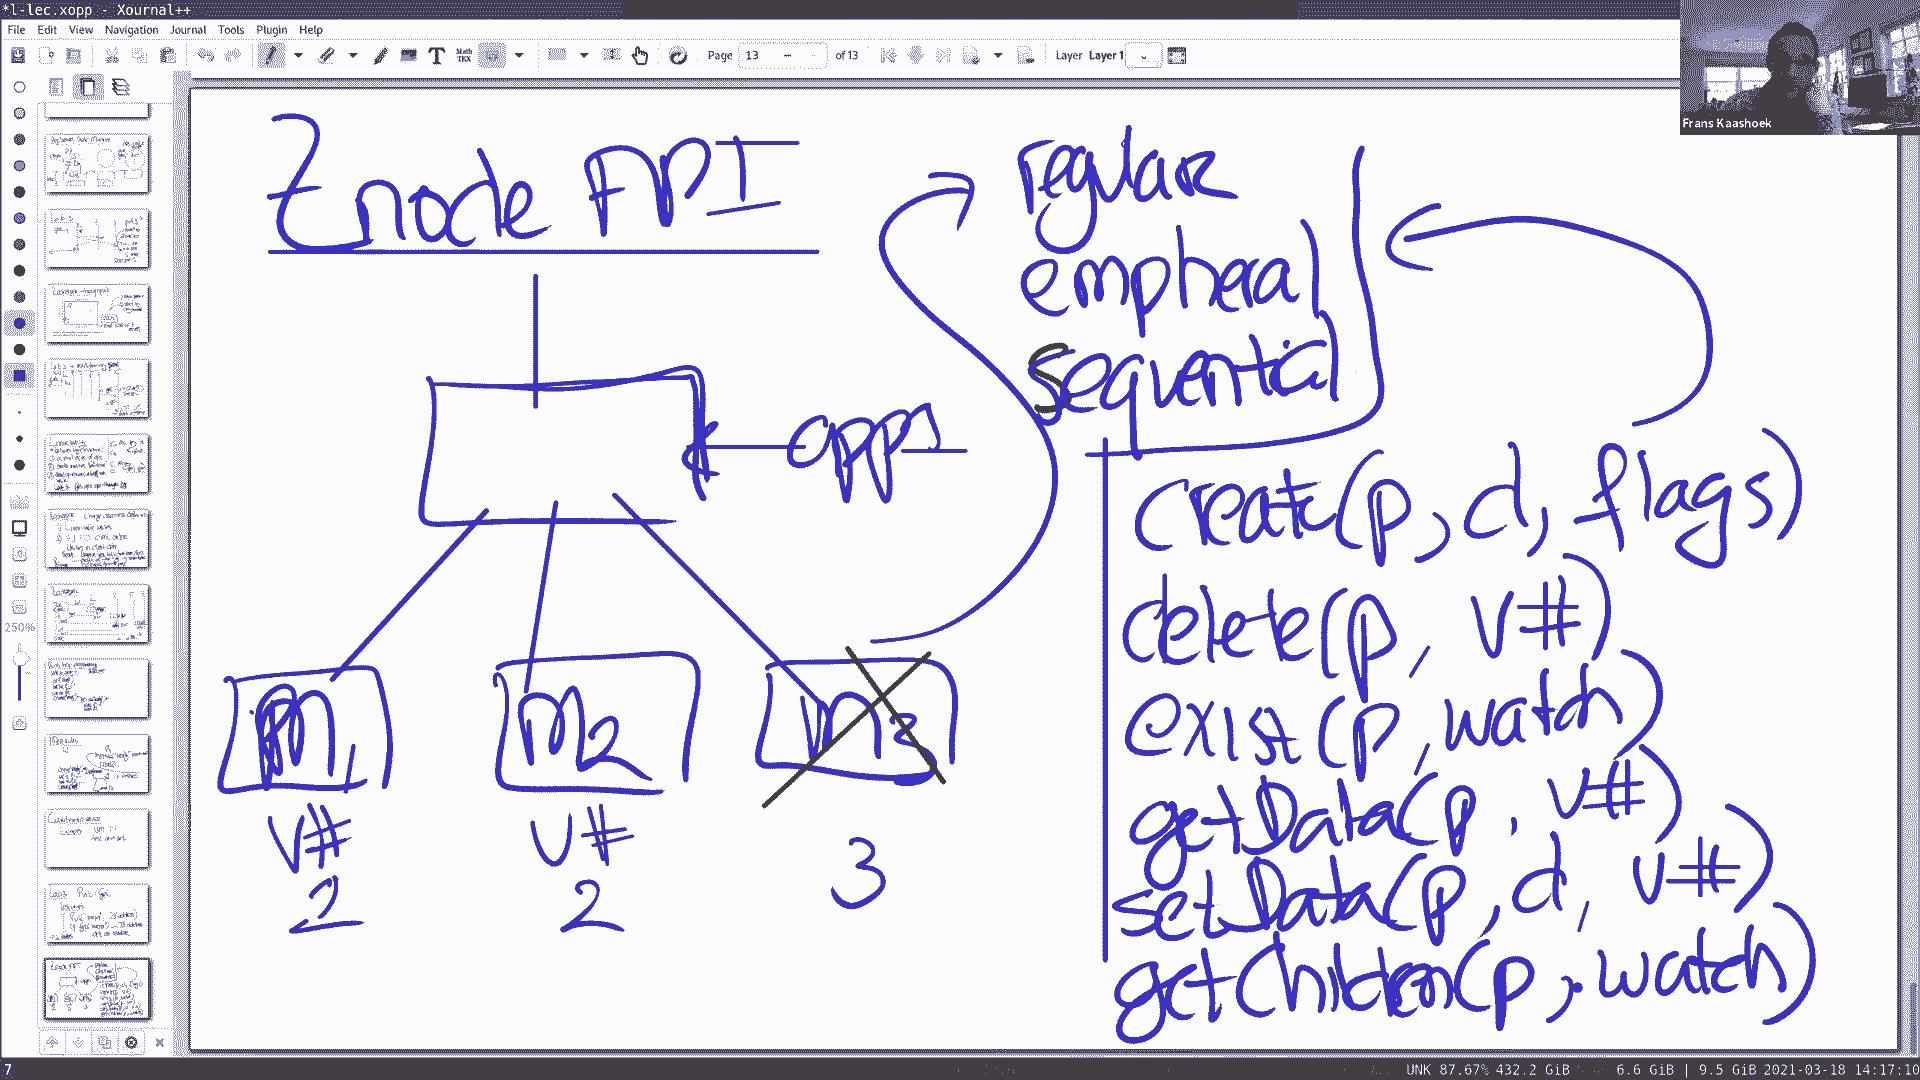 *l-lec.xopp - Xournal++
File Edit View Navigation Journal Tools Plugin Help
Page 13 of 13 Layer Layer 1
Frans Kaashoek
250%
Znode API
regular
empheral
sequential
apps
create(p, d, flags)
delete(p, v#)
exist(p, watch)
getData(p, v#)
setData(p, d, v#)
getChildren(p, watch)
m1 m2 m3
v# v# 3
2 2
7 UNK 87.67% 432.2 GiB 6.6 GiB | 9.5 GiB 2021-03-18 14:17:10